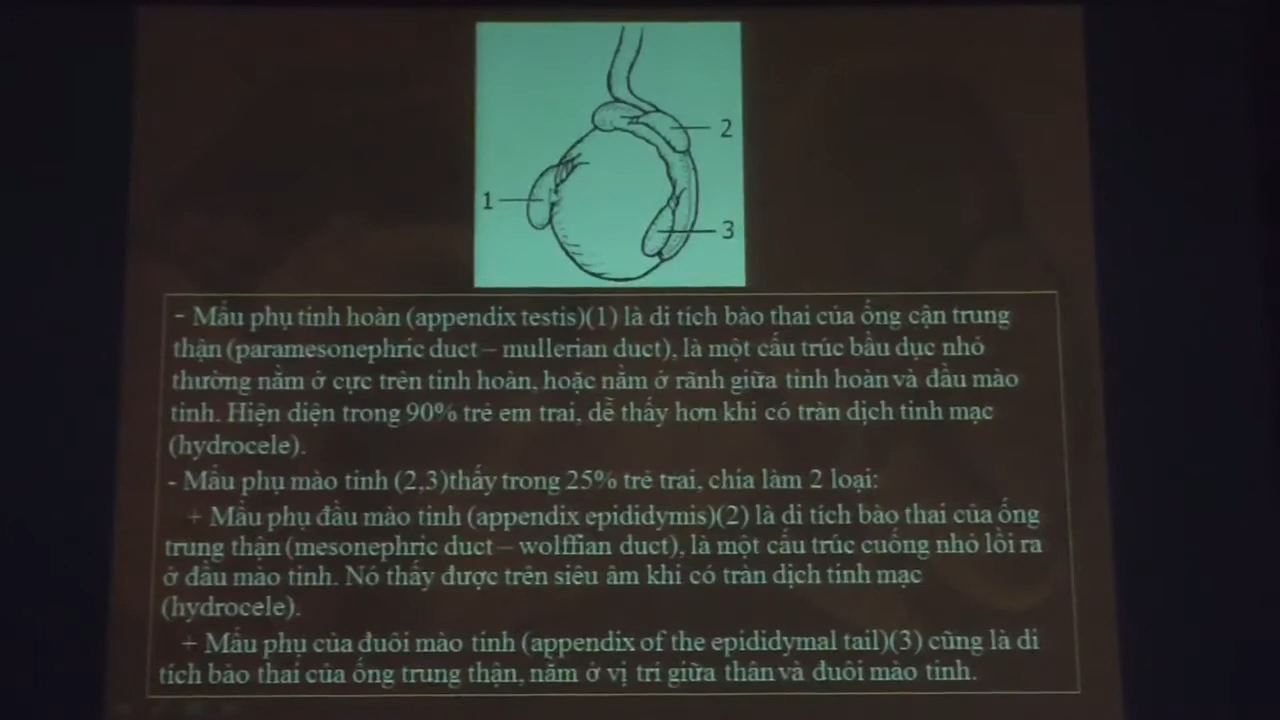 2
1
3
- Mẩu phụ tinh hoàn (appendix testis)(1) là di tích bào thai của ống cận trung
thận (paramesonephric duct – mullerian duct), là một cấu trúc bầu dục nhỏ
thường nằm ở cực trên tinh hoàn, hoặc nằm ở rãnh giữa tinh hoàn và đầu mào
tinh. Hiện diện trong 90% trẻ em trai, dễ thấy hơn khi có tràn dịch tinh mạc
(hydrocele).
- Mẩu phụ mào tinh (2,3)thấy trong 25% trẻ trai, chia làm 2 loại:
+ Mẩu phụ đầu mào tinh (appendix epididymis)(2) là di tích bào thai của ống
trung thận (mesonephric duct – wolffian duct), là một cấu trúc cuống nhỏ lồi ra
ở đầu mào tinh. Nó thấy được trên siêu âm khi có tràn dịch tinh mạc
(hydrocele).
+ Mẩu phụ của đuôi mào tinh (appendix of the epididymal tail)(3) cũng là di
tích bào thai của ống trung thận, nằm ở vị trí giữa thân và đuôi mào tinh.